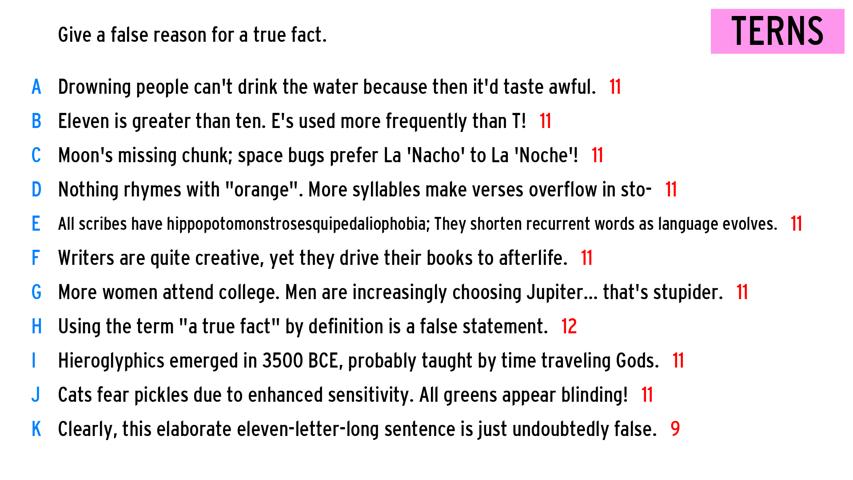 TERNS
Give a false reason for a true fact.
A Drowning people can't drink the water because then it'd taste awful. 11
B Eleven is greater than ten. E's used more frequently than T! 11
C Moon's missing chunk; space bugs prefer La 'Nacho' to La 'Noche'! 11
D Nothing rhymes with "orange". More syllables make verses overflow in sto- 11
E All scribes have hippopotomonstrosesquipedaliophobia; They shorten recurrent words as language evolves. 11
F Writers are quite creative, yet they drive their books to afterlife. 11
G More women attend college. Men are increasingly choosing Jupiter... that's stupider. 11
H Using the term "a true fact" by definition is a false statement. 12
I Hieroglyphics emerged in 3500 BCE, probably taught by time traveling Gods. 11
J Cats fear pickles due to enhanced sensitivity. All greens appear blinding! 11
K Clearly, this elaborate eleven-letter-long sentence is just undoubtedly false. 9